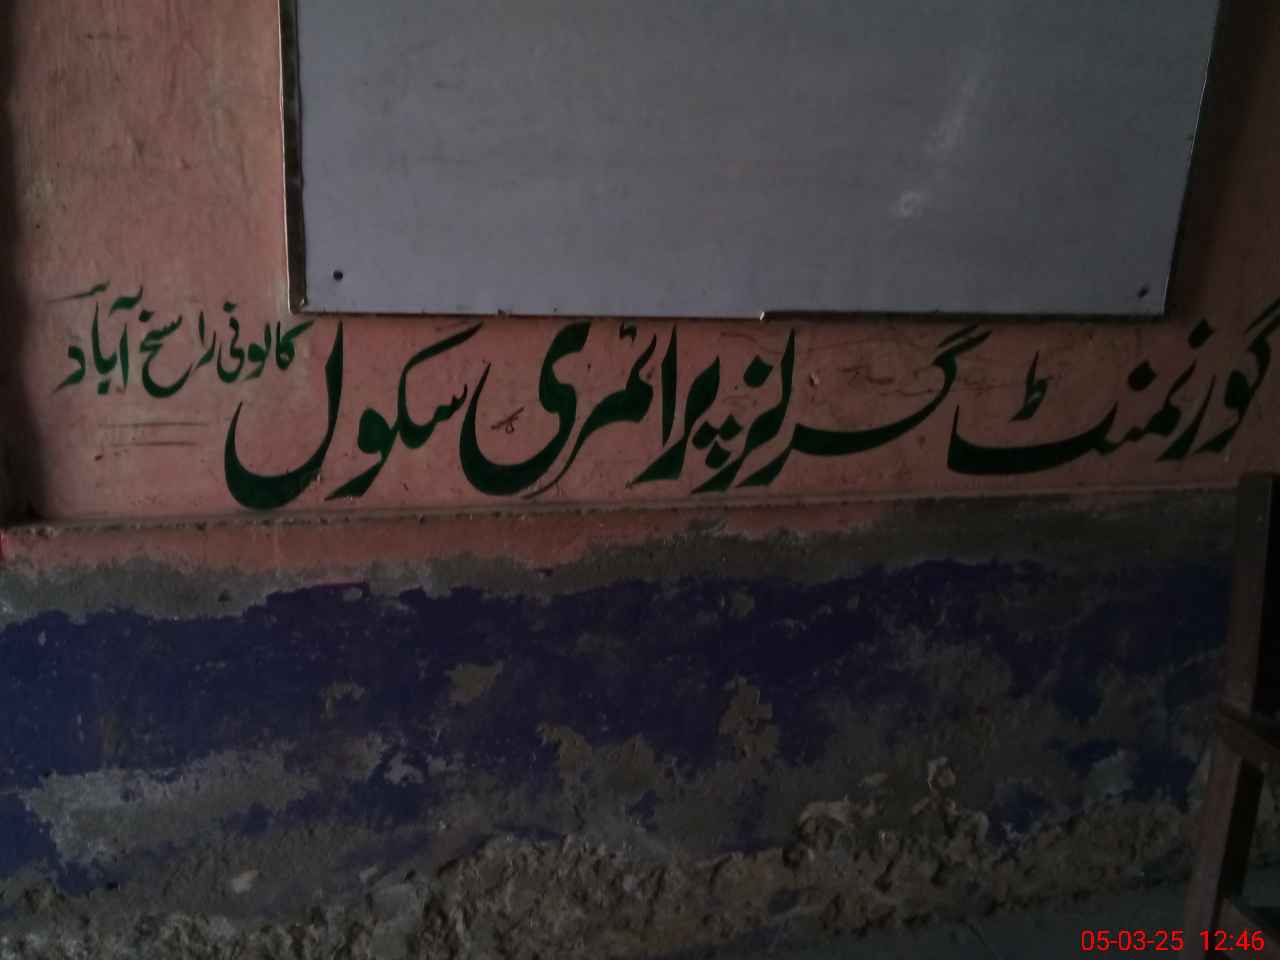 گورنمنٹ گرلز پرائمری سکول کالونی راسخ آباد
05-03-25 12:46